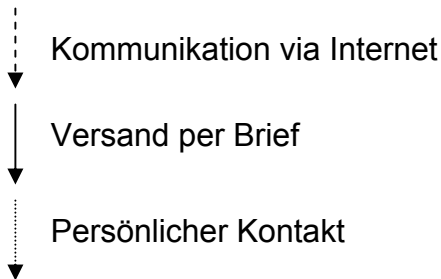 Kommunikation via Internet
Versand per Brief
Persönlicher Kontakt